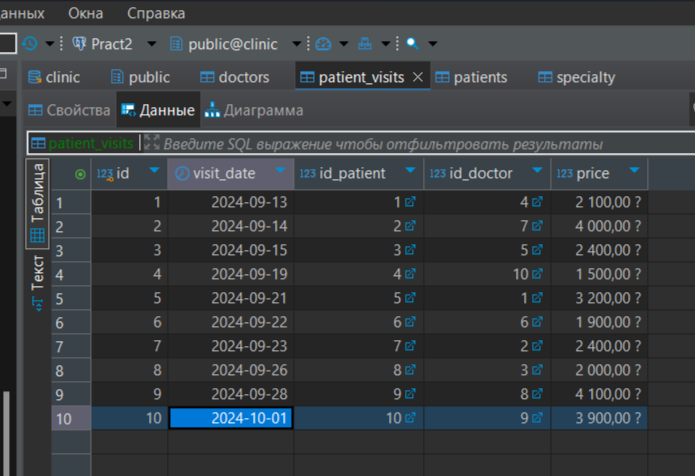 анных Окна Справка
Pract2 public@clinic
clinic public doctors patient_visits patients specialty
Свойства Данные Диаграмма
patient_visits Введите SQL выражение чтобы отфильтровать результаты
Таблица
Текст
123 id visit_date 123 id_patient 123 id_doctor 123 price
1 1 2024-09-13 1 4 2 100,00 ?
2 2 2024-09-14 2 7 4 000,00 ?
3 3 2024-09-15 3 5 2 400,00 ?
4 4 2024-09-19 4 10 1 500,00 ?
5 5 2024-09-21 5 1 3 200,00 ?
6 6 2024-09-22 6 6 1 900,00 ?
7 7 2024-09-23 7 2 2 400,00 ?
8 8 2024-09-26 8 3 2 000,00 ?
9 9 2024-09-28 9 8 4 100,00 ?
10 10 2024-10-01 10 9 3 900,00 ?